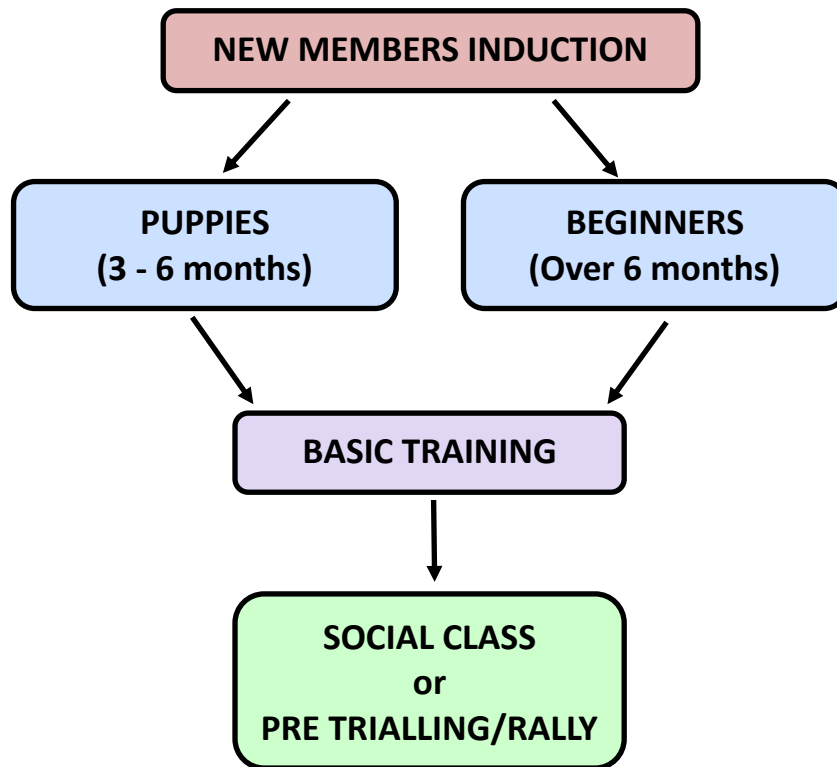 NEW MEMBERS INDUCTION
PUPPIES
(3 - 6 months)
BEGINNERS
(Over 6 months)
BASIC TRAINING
SOCIAL CLASS
or
PRE TRIALLING/RALLY